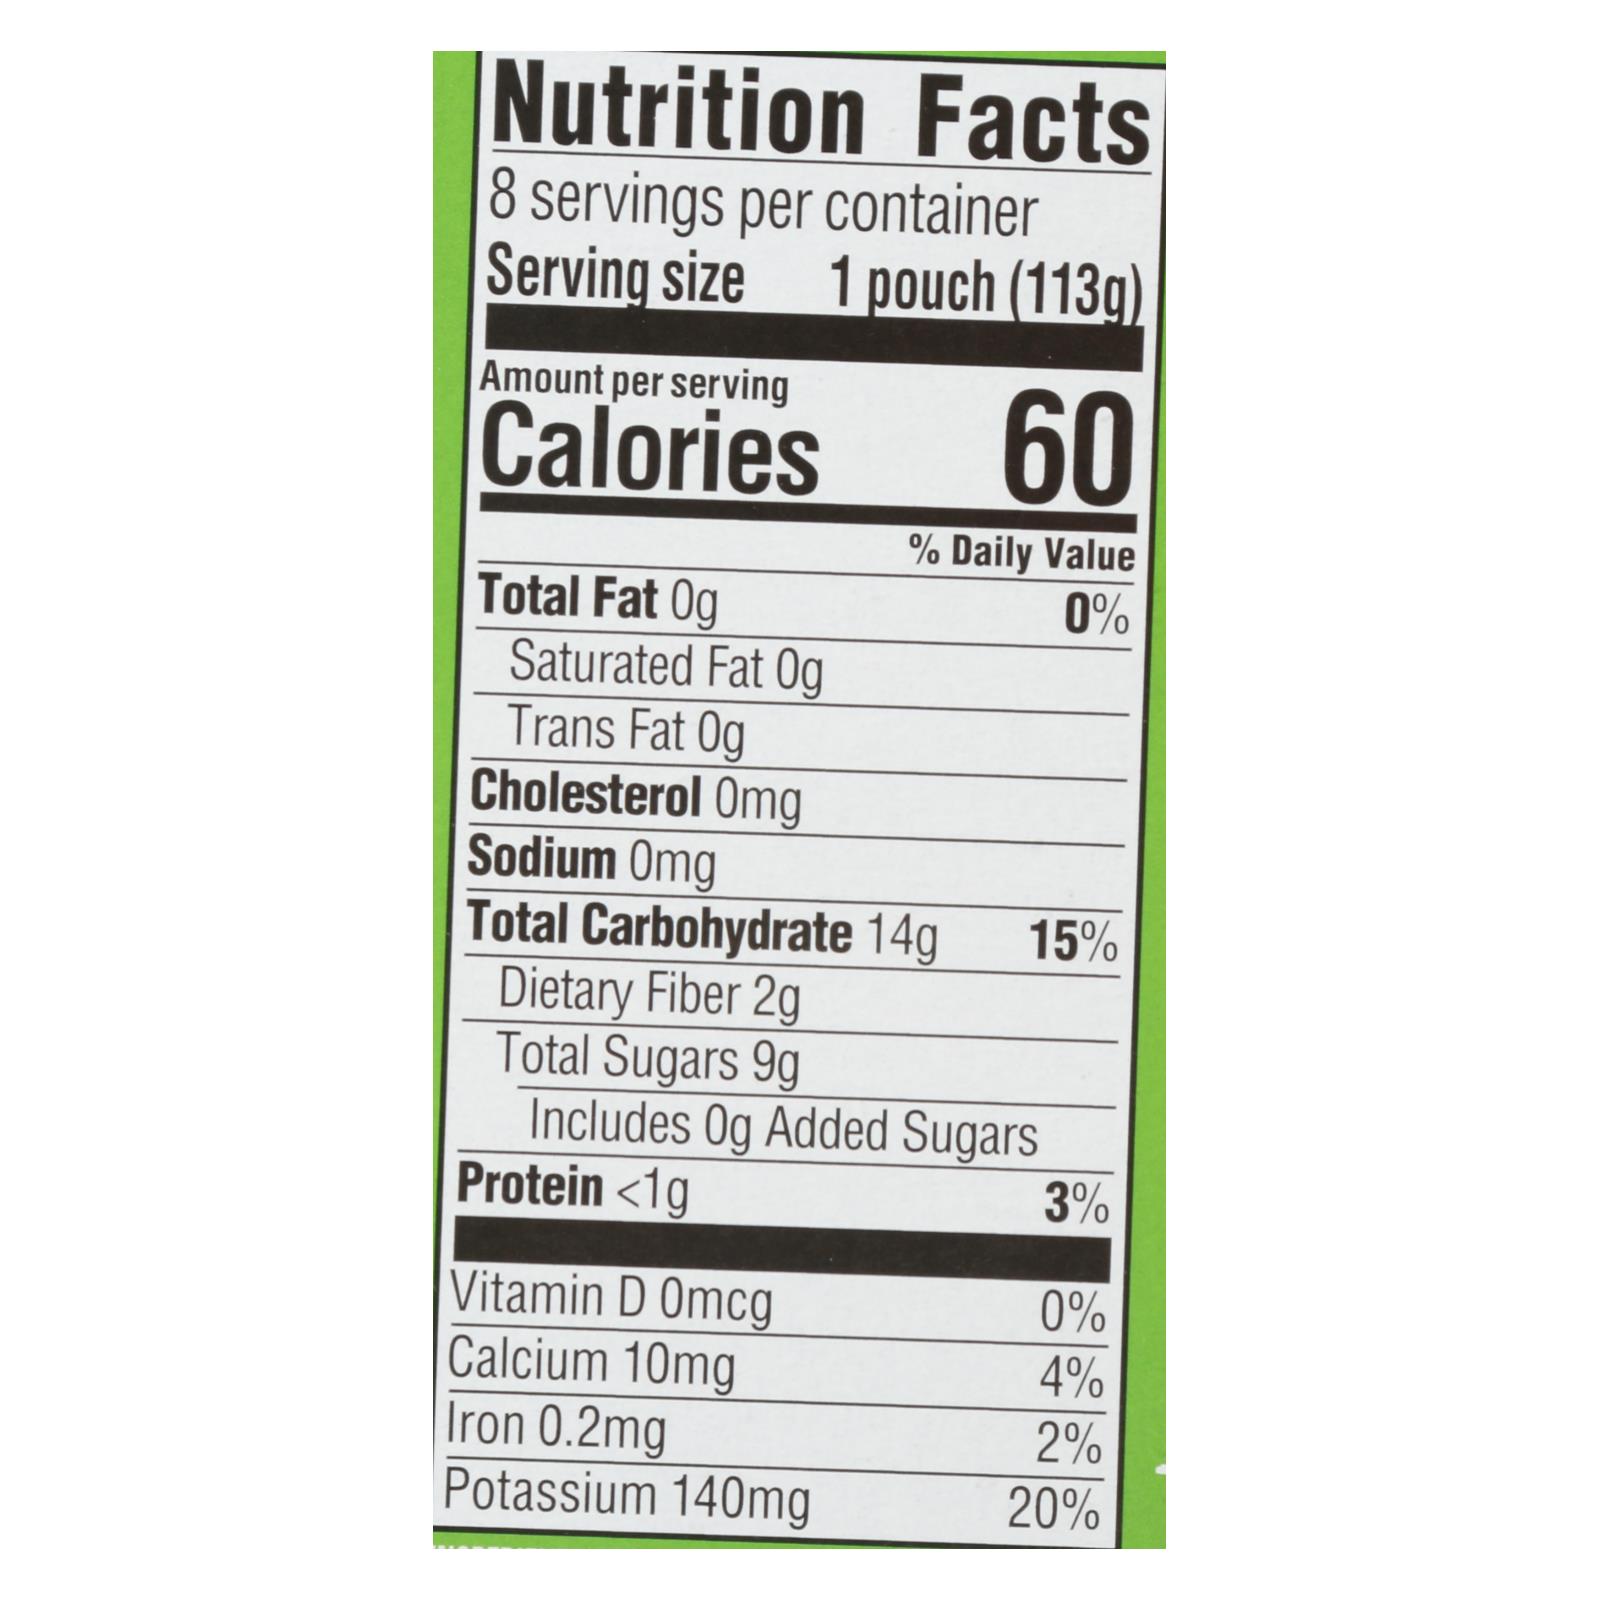 Nutrition Facts
8 servings per container
Serving size 1 pouch (113g)
Amount per serving
Calories 60
% Daily Value
Total Fat 0g 0%
Saturated Fat 0g
Trans Fat 0g
Cholesterol 0mg
Sodium 0mg
Total Carbohydrate 14g 15%
Dietary Fiber 2g
Total Sugars 9g
Includes 0g Added Sugars
Protein <1g 3%
Vitamin D 0mcg 0%
Calcium 10mg 4%
Iron 0.2mg 2%
Potassium 140mg 20%